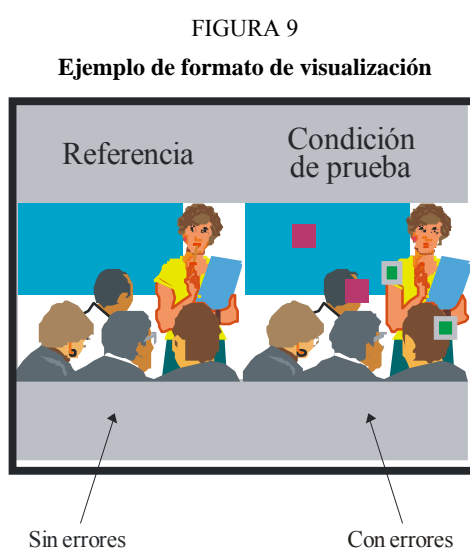 FIGURA 9
Ejemplo de formato de visualización
Referencia
Condición
de prueba
Sin errores
Con errores